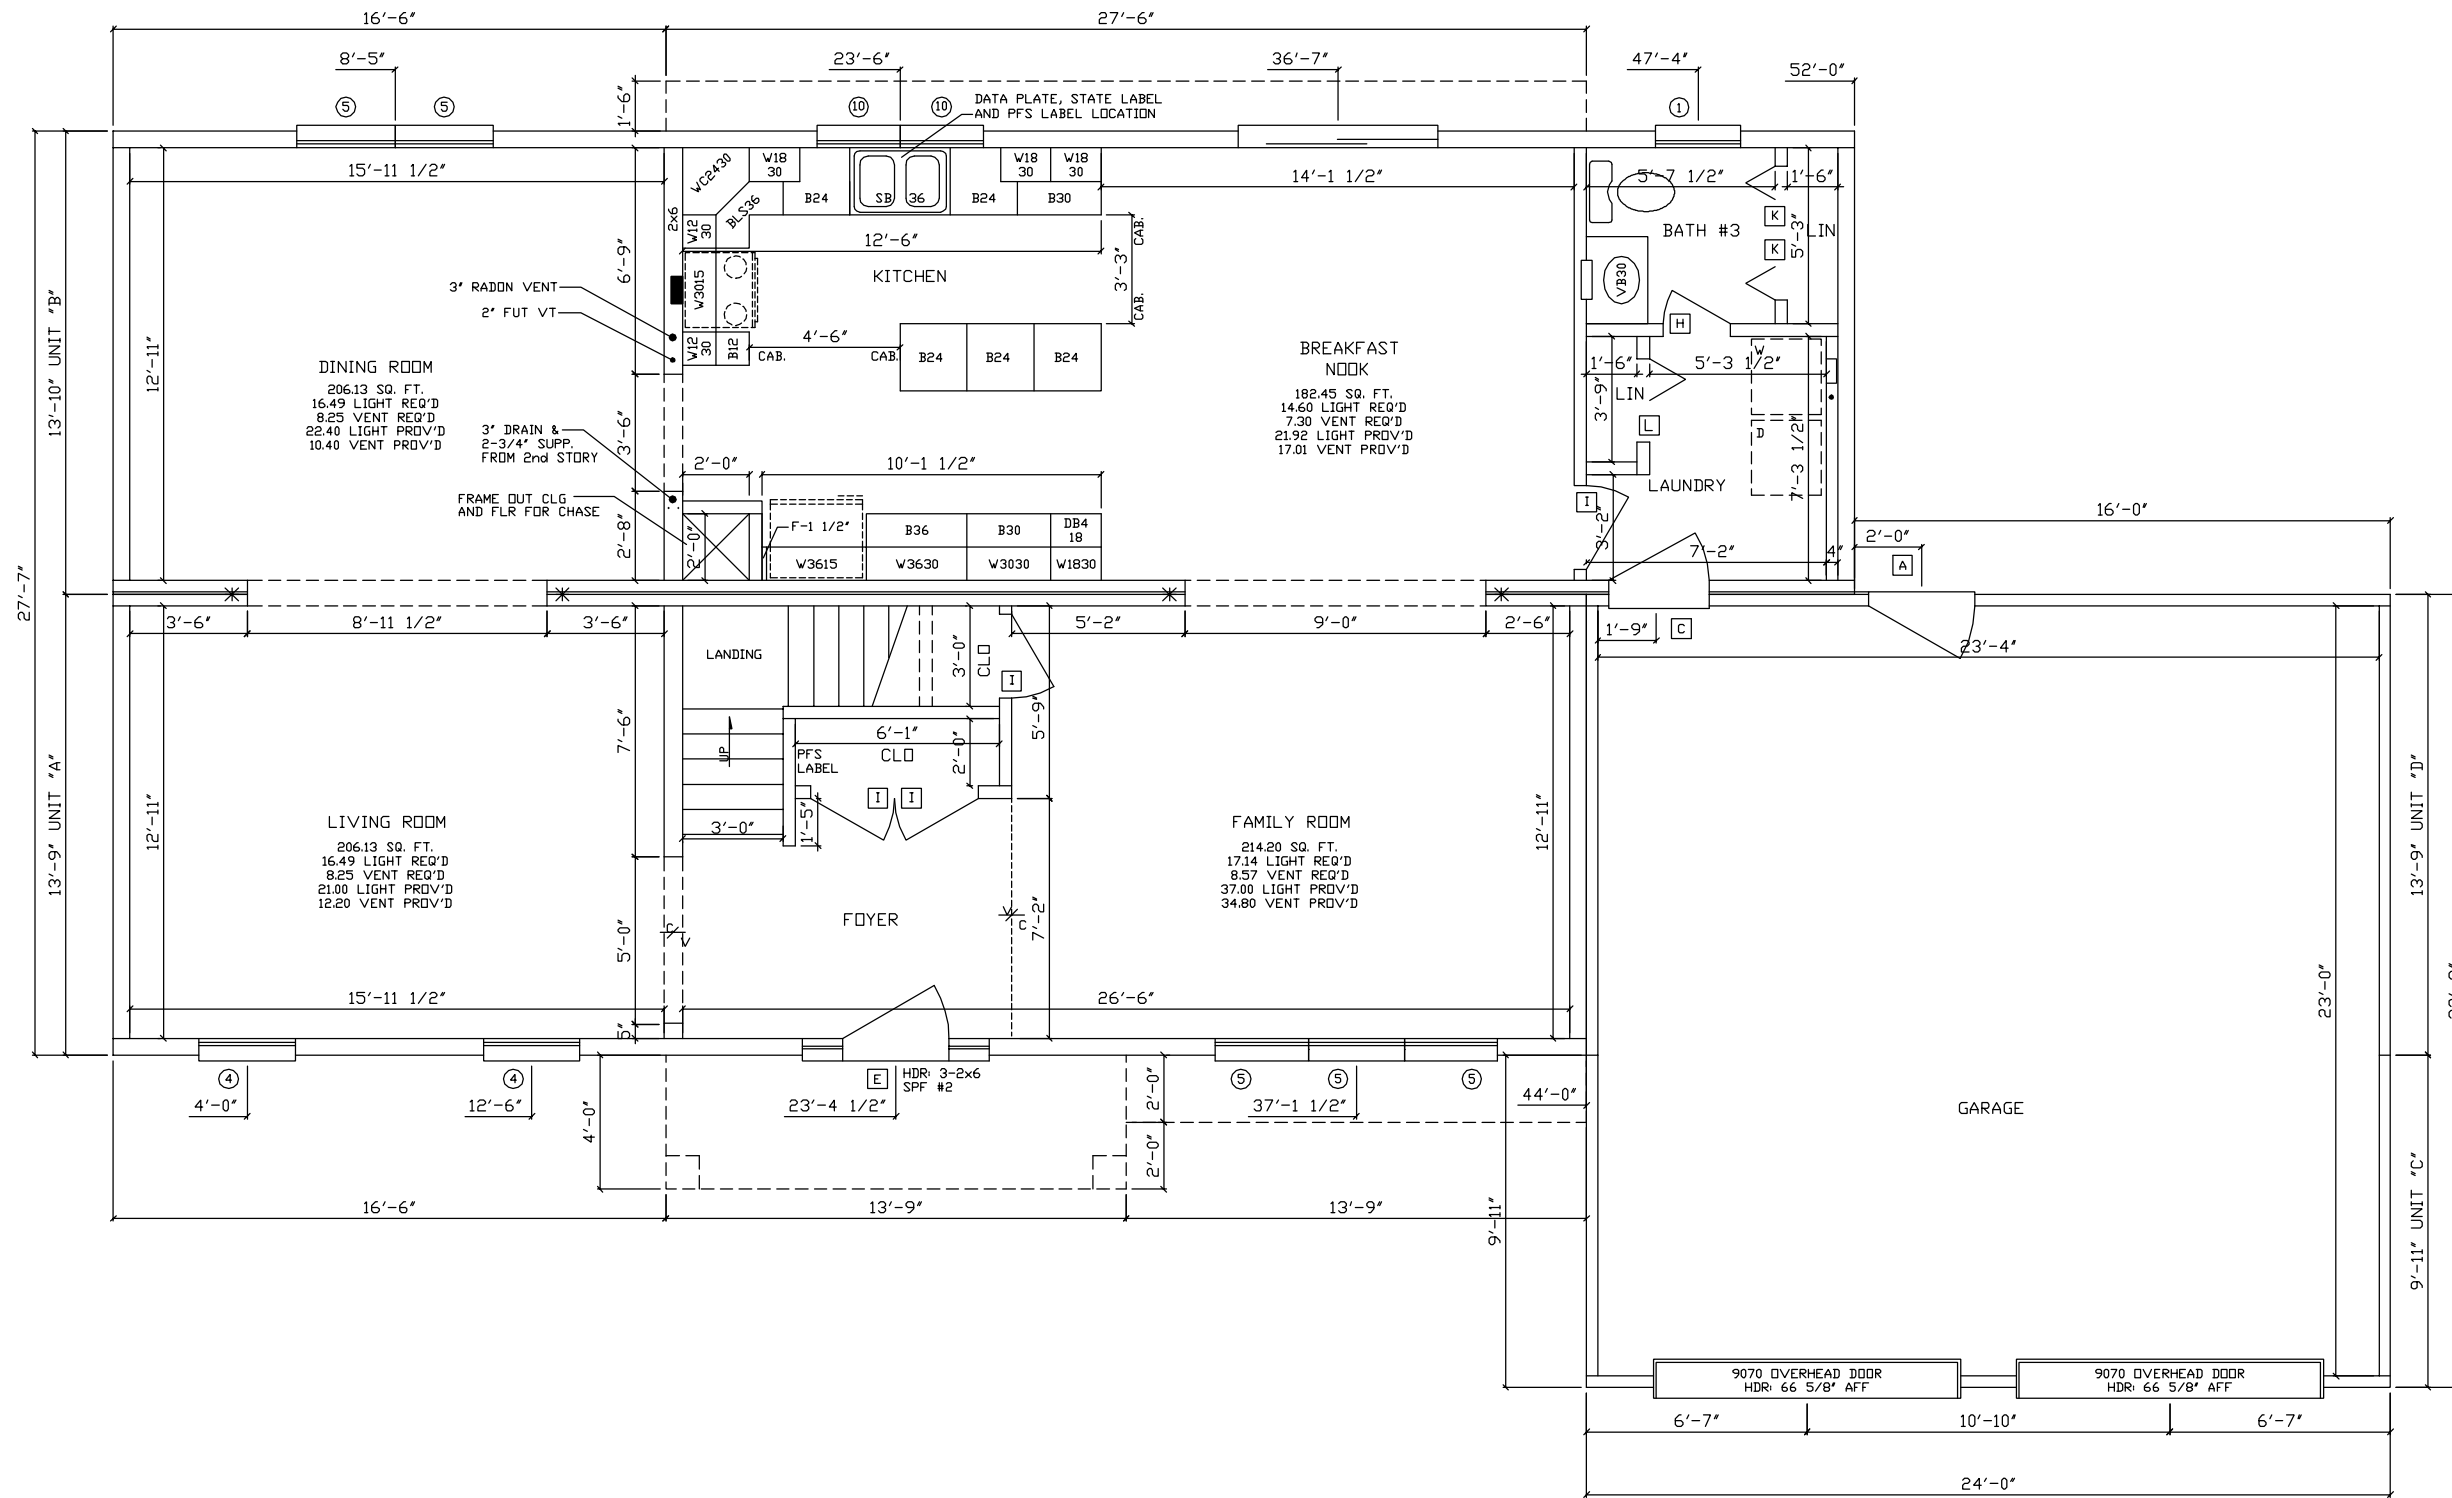 16'-6"
27'-6"
8'-5"
23'-6"
36'-7"
47'-4"
52'-0"
5
5
1'-6"
10
10
DATA PLATE, STATE LABEL
AND PFS LABEL LOCATION
1
15'-11 1/2"
WC2430
W18
30
B24
SB 36
B24
W18
30
W18
30
B30
14'-1 1/2"
5'-7 1/2"
1'-6"
2x6
W12
30
BLS36
12'-6"
CAB.
3'-3"
CAB.
K
BATH #3
K
5'-3"
LIN
6'-9"
KITCHEN
W3015
VB30
3" RADON VENT
2" FUT VT
H
13'-10" UNIT "B"
12'-11"
4'-6"
W12
30
B12
CAB.
CAB.
B24
B24
B24
DINING ROOM
206.13 SQ. FT.
16.49 LIGHT REQ'D
8.25 VENT REQ'D
22.40 LIGHT PROV'D
10.40 VENT PROV'D
BREAKFAST
NOOK
182.45 SQ. FT.
14.60 LIGHT REQ'D
7.30 VENT REQ'D
21.92 LIGHT PROV'D
17.01 VENT PROV'D
1'-6"
5'-3 1/2"
W
3'-9"
LIN
L
D
7'-3 1/2"
LAUNDRY
3'-6"
3" DRAIN &
2-3/4" SUPP.
FROM 2nd STORY
2'-0"
10'-1 1/2"
FRAME OUT CLG
AND FLR FOR CHASE
2'-8"
2'-0"
F-1 1/2"
B36
B30
DB4
18
W3615
W3630
W3030
W1830
I
3'-2"
7'-2"
4"
16'-0"
2'-0"
A
27'-7"
3'-6"
8'-11 1/2"
3'-6"
LANDING
3'-0"
CLO
I
5'-2"
9'-0"
2'-6"
1'-9"
C
23'-4"
7'-6"
UP
6'-1"
PFS
LABEL
CLO
2'-0"
5'-9"
I
I
3'-0"
1'-5"
13'-9" UNIT "A"
12'-11"
LIVING ROOM
206.13 SQ. FT.
16.49 LIGHT REQ'D
8.25 VENT REQ'D
21.00 LIGHT PROV'D
12.20 VENT PROV'D
FAMILY ROOM
214.20 SQ. FT.
17.14 LIGHT REQ'D
8.57 VENT REQ'D
37.00 LIGHT PROV'D
34.80 VENT PROV'D
12'-11"
13'-9" UNIT "D"
FOYER
C
V
V
C
5'-0"
7'-2"
23'-0"
15'-11 1/2"
26'-6"
5"
4
4
E
HDR: 3-2x6
SPF #2
5
5
5
4'-0"
12'-6"
23'-4 1/2"
37'-1 1/2"
44'-0"
4'-0"
2'-0"
2'-0"
GARAGE
16'-6"
13'-9"
13'-9"
9'-11"
9'-11" UNIT "C"
9070 OVERHEAD DOOR
HDR: 66 5/8" AFF
9070 OVERHEAD DOOR
HDR: 66 5/8" AFF
6'-7"
10'-10"
6'-7"
24'-0"